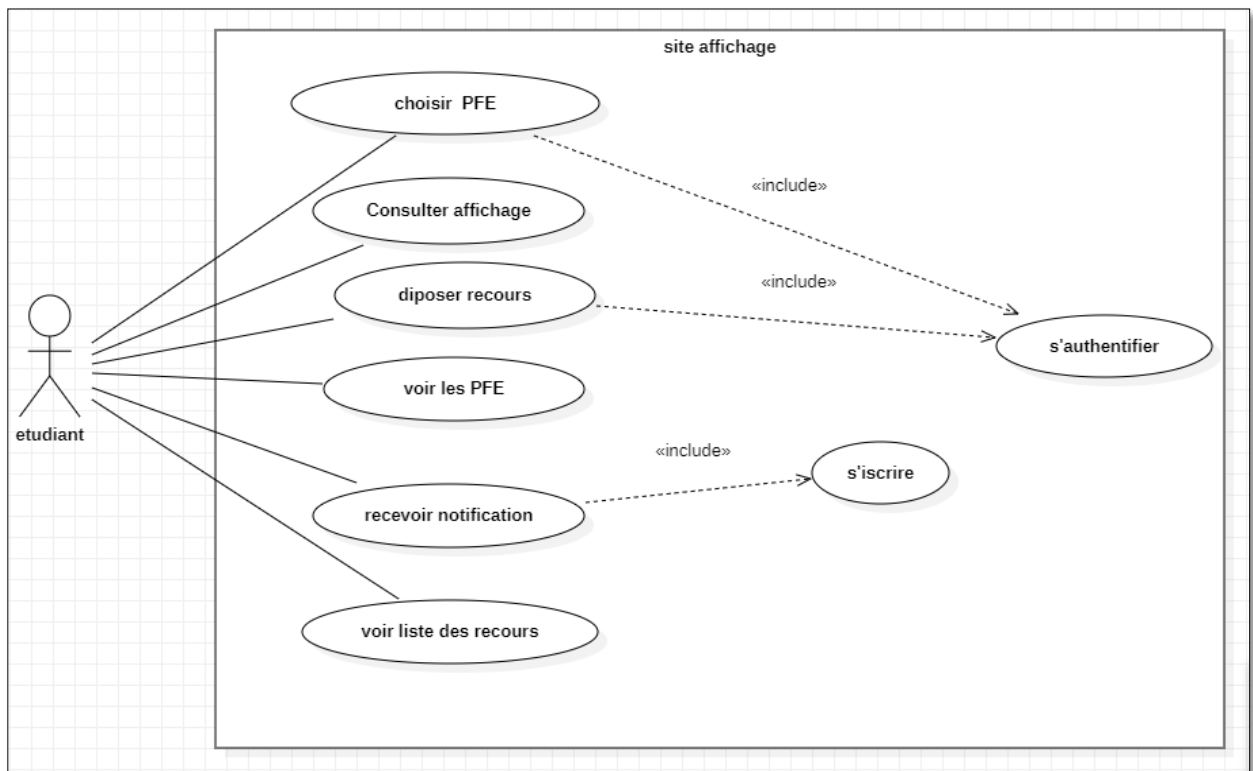 site affichage
choisir PFE
«include»
Consulter affichage
«include»
diposer recours
s'authentifier
voir les PFE
etudiant
«include»
s'iscrire
recevoir notification
voir liste des recours